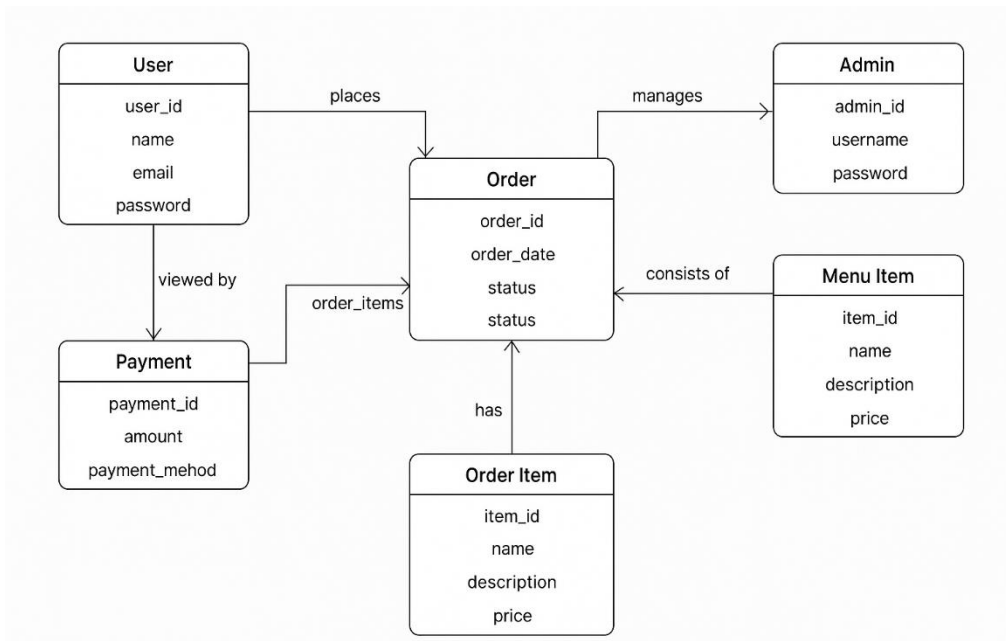 User
user_id
name
email
password
places
manages
Admin
admin_id
username
password
Order
order_id
order_date
status
status
viewed by
order_items
consists of
Menu Item
item_id
name
description
price
Payment
payment_id
amount
payment_mehod
has
Order Item
item_id
name
description
price